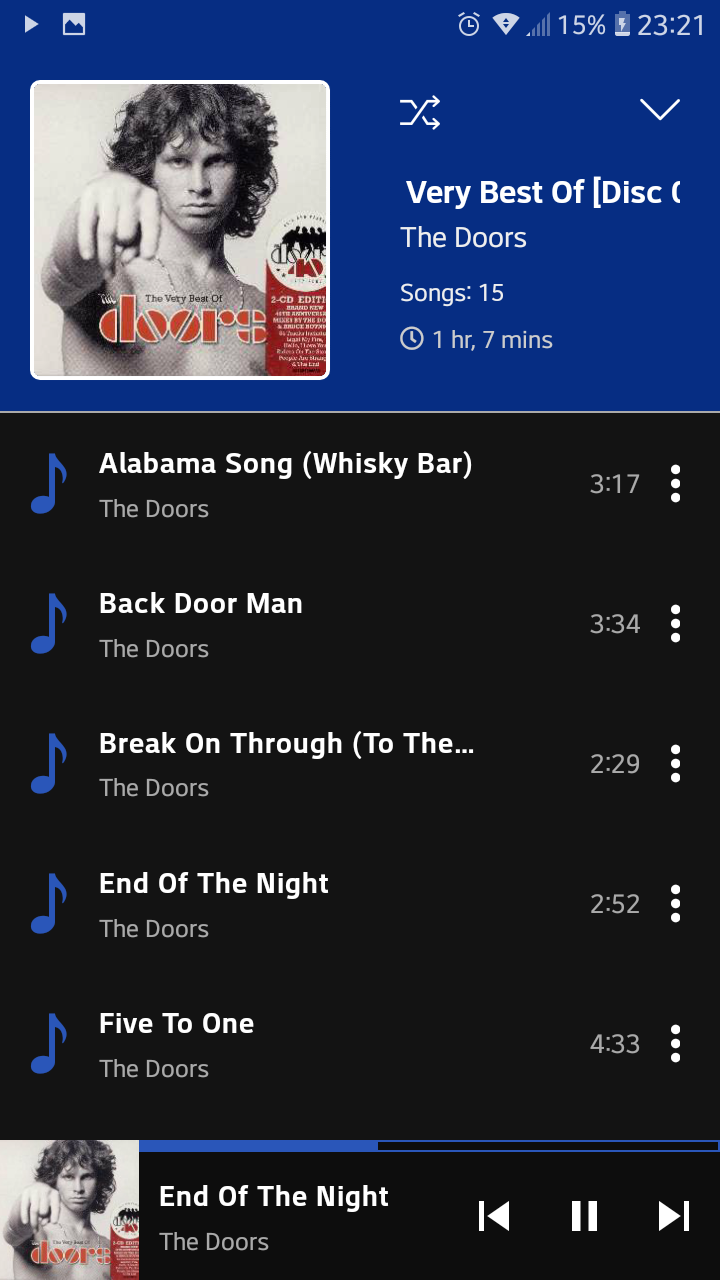 15% 23:21
The Very Best Of
doors
2-CD EDITI
Very Best Of [Disc
The Doors
Songs: 15
1 hr, 7 mins
Alabama Song (Whisky Bar)
The Doors
3:17
Back Door Man
The Doors
3:34
Break On Through (To The...
The Doors
2:29
End Of The Night
The Doors
2:52
Five To One
The Doors
4:33
doors
End Of The Night
The Doors